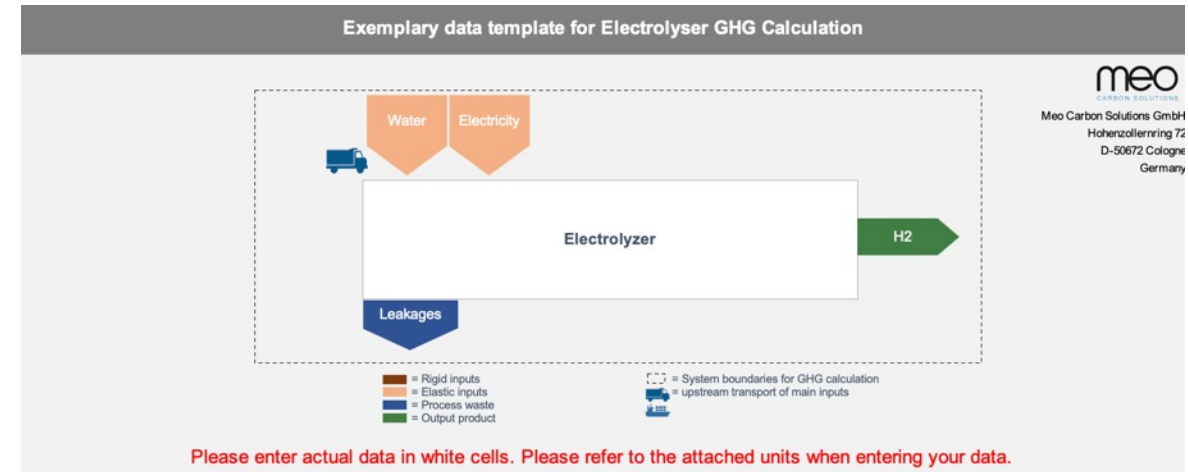 Exemplary data template for Electrolyser GHG Calculation
meo
CARBON SOLUTIONS
Meo Carbon Solutions GmbH
Hohenzollernring 72
D-50672 Cologne
Germany
Water
Electricity
Electrolyzer
H2
Leakages
= Rigid inputs
= Elastic inputs
= Process waste
= Output product
= System boundaries for GHG calculation
= upstream transport of main inputs
Please enter actual data in white cells. Please refer to the attached units when entering your data.